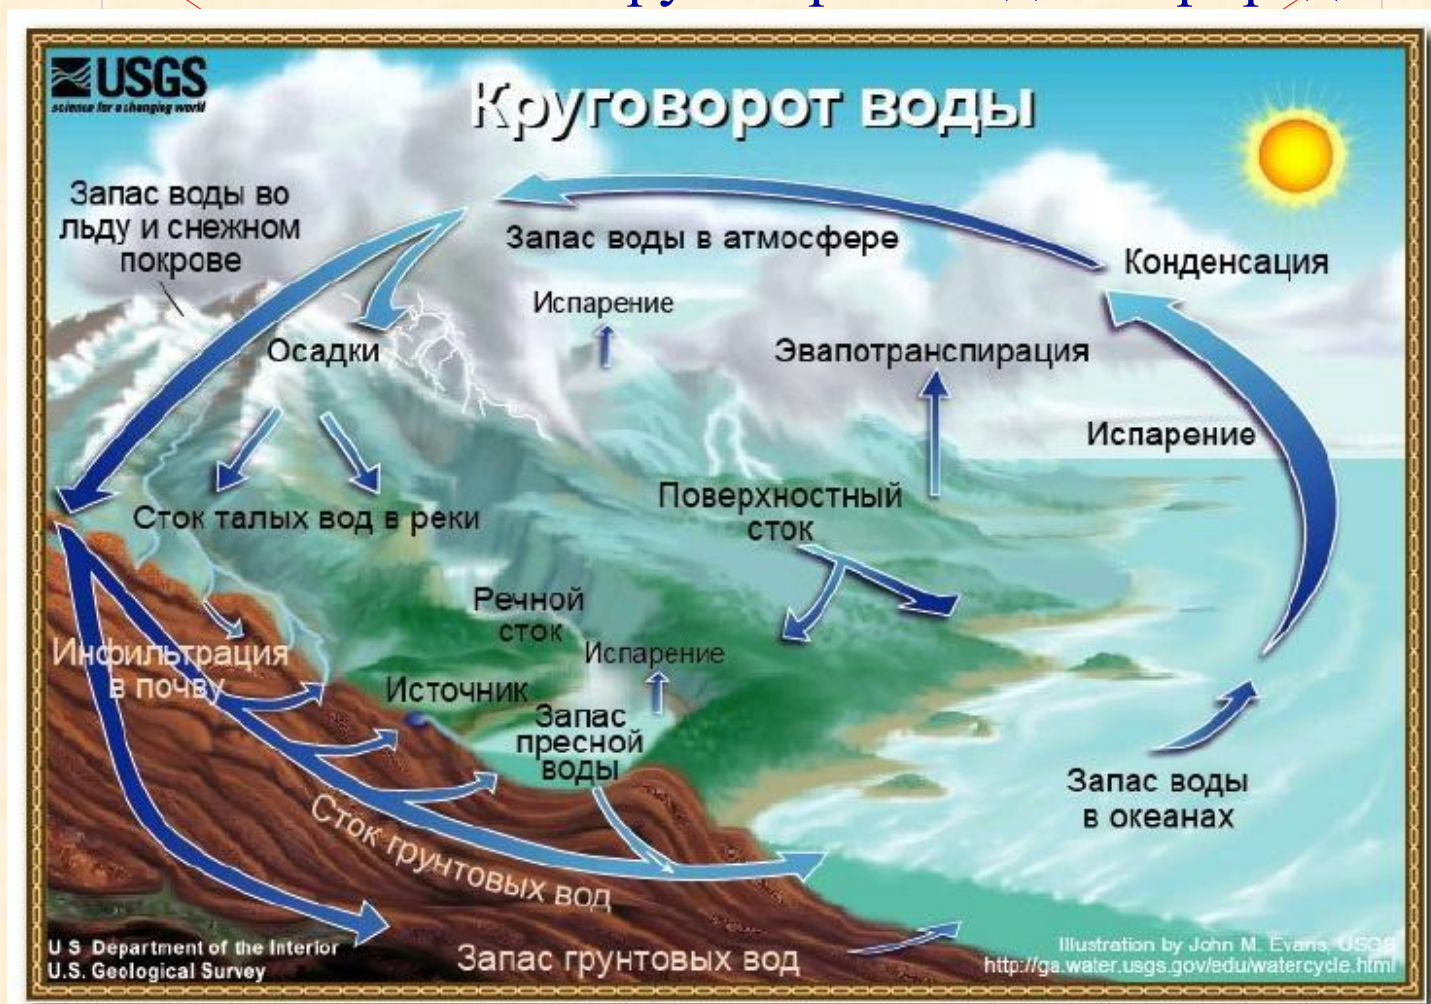 USGS
science for a changing world
Круговорот воды
Запас воды во
льду и снежном
покрове
Запас воды в атмосфере
Конденсация
Испарение
Осадки
Эвапотранспирация
Испарение
Сток талых вод в реки
Поверхностный
сток
Речной
сток
Инфильтрация
в почву
Испарение
Источник
Запас
пресной
воды
Запас воды
в океанах
Сток грунтовых вод
Запас грунтовых вод
U S Department of the Interior
U.S. Geological Survey
Illustration by John M. Evans, USGS
http://ga.water.usgs.gov/edu/watercycle.html